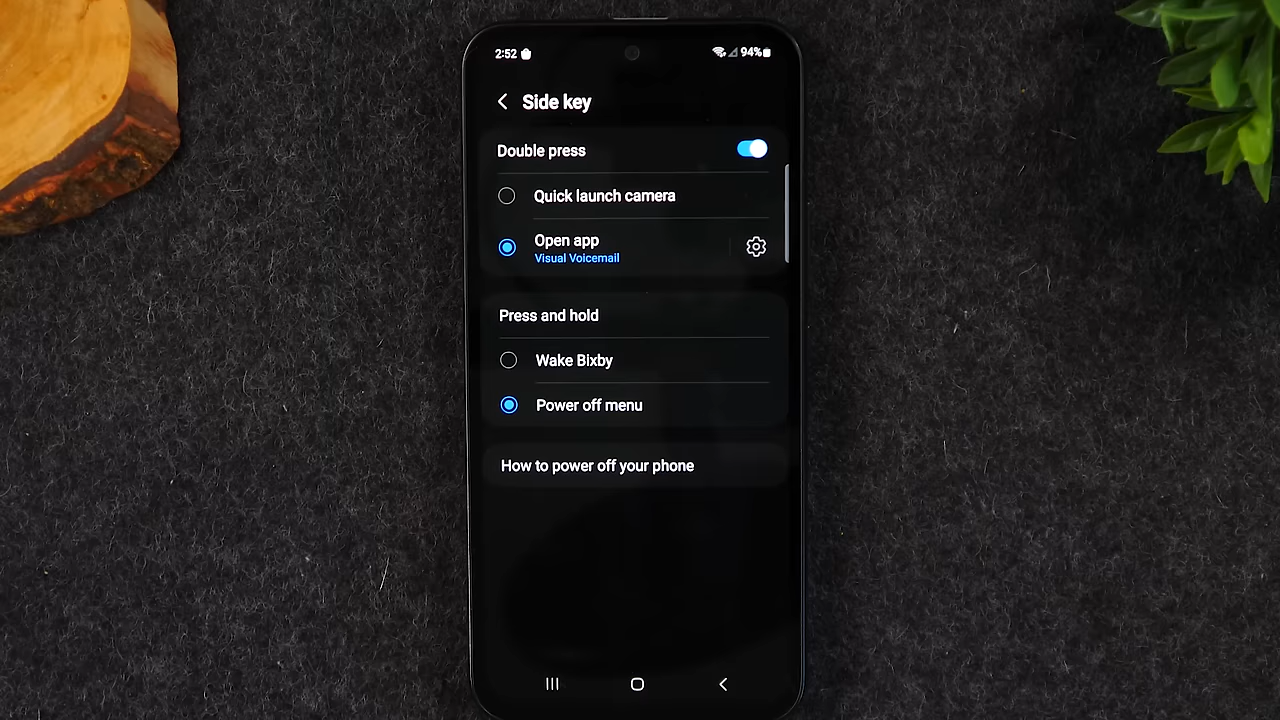 2:52
94%
Side key
Double press
Quick launch camera
Open app
Visual Voicemail
Press and hold
Wake Bixby
Power off menu
How to power off your phone